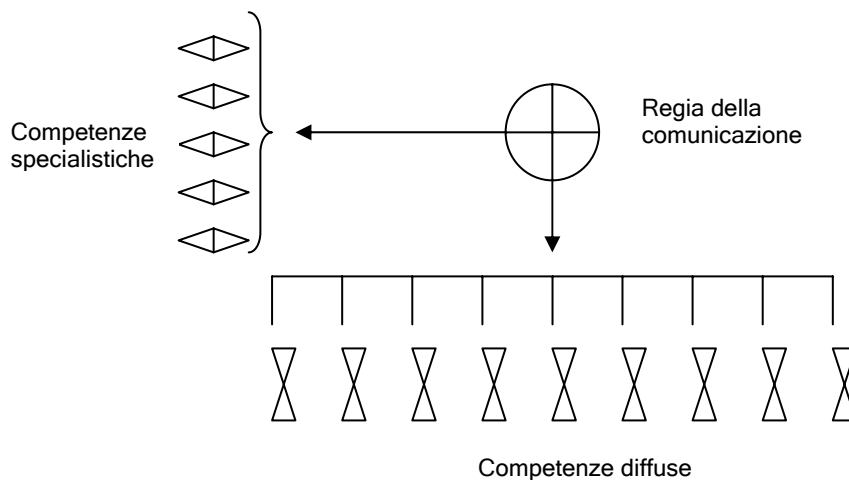 Competenze
specialistiche
Regia della
comunicazione
Competenze diffuse